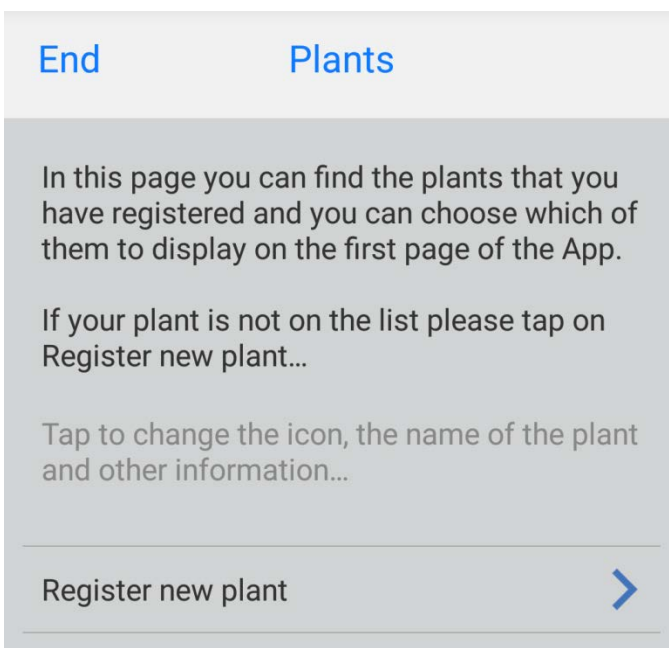 End Plants
In this page you can find the plants that you
have registered and you can choose which of
them to display on the first page of the App.
If your plant is not on the list please tap on
Register new plant...
Tap to change the icon, the name of the plant
and other information...
Register new plant